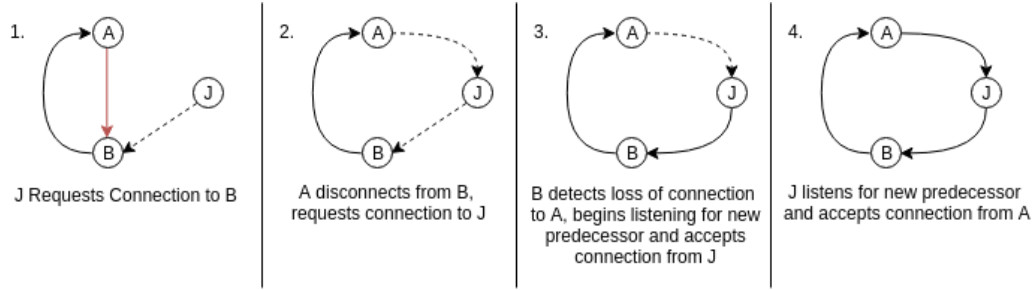 1.
A
J
B
J Requests Connection to B
2.
A
J
B
A disconnects from B,
requests connection to J
3.
A
J
B
B detects loss of connection
to A, begins listening for new
predecessor and accepts
connection from J
4.
A
J
B
J listens for new predecessor
and accepts connection from A